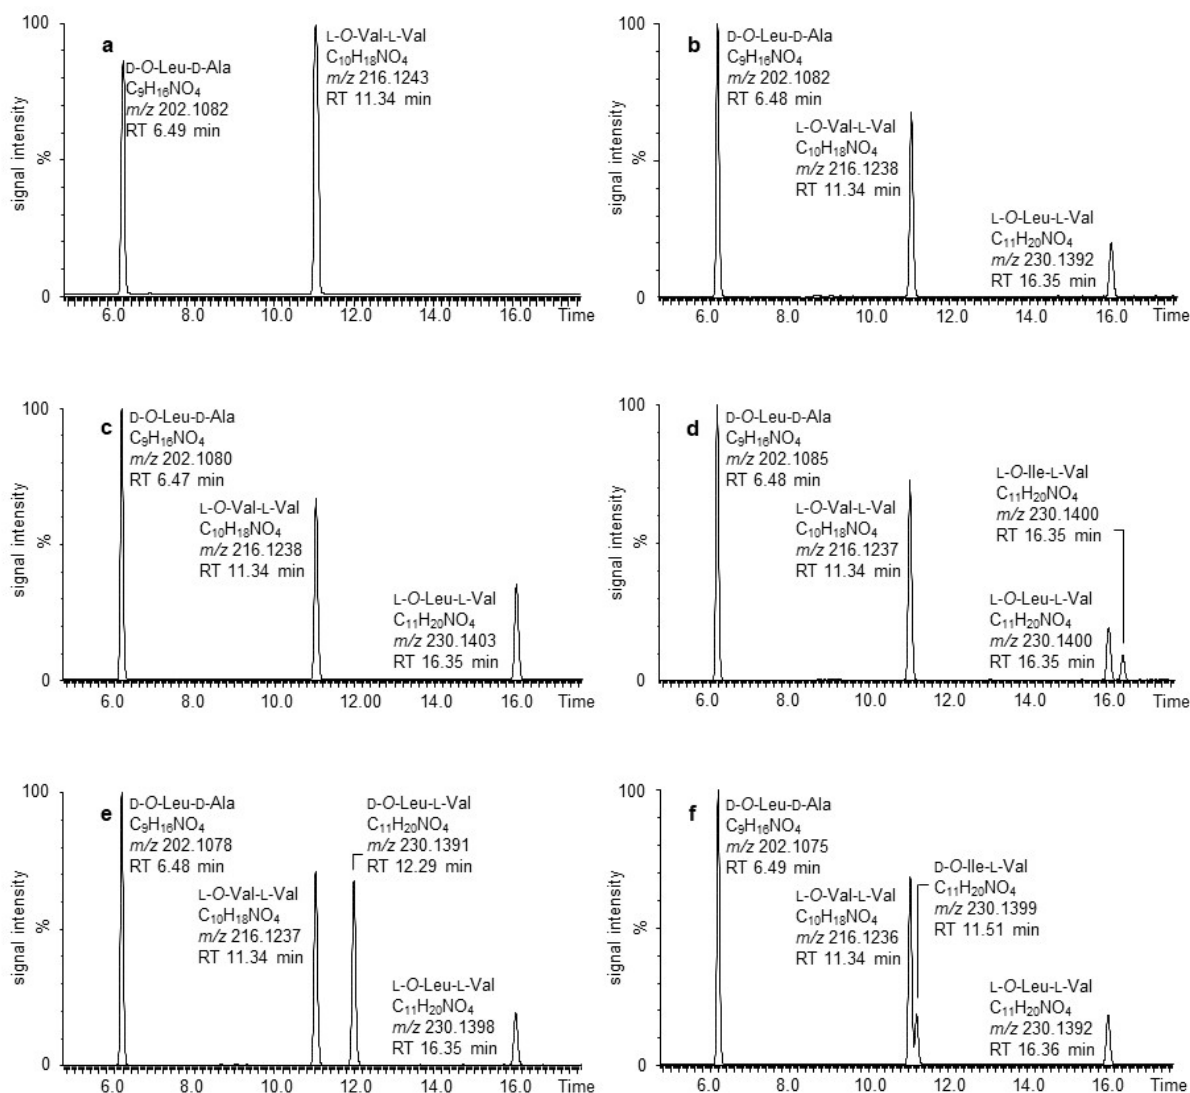 100
signal intensity
%
0
a
D-O-Leu-D-Ala
C₉H₁₆NO₄
m/z 202.1082
RT 6.49 min
L-O-Val-L-Val
C₁₀H₁₈NO₄
m/z 216.1243
RT 11.34 min
6.0 8.0 10.0 12.00 14.0 16.0 Time
100
signal intensity
%
0
b
D-O-Leu-D-Ala
C₉H₁₆NO₄
m/z 202.1082
RT 6.48 min
L-O-Val-L-Val
C₁₀H₁₈NO₄
m/z 216.1238
RT 11.34 min
L-O-Leu-L-Val
C₁₁H₂₀NO₄
m/z 230.1392
RT 16.35 min
6.0 8.0 10.0 12.0 14.0 16.0 Time
100
signal intensity
%
0
c
D-O-Leu-D-Ala
C₉H₁₆NO₄
m/z 202.1080
RT 6.47 min
L-O-Val-L-Val
C₁₀H₁₈NO₄
m/z 216.1238
RT 11.34 min
L-O-Leu-L-Val
C₁₁H₂₀NO₄
m/z 230.1403
RT 16.35 min
6.0 8.0 10.0 12.00 14.0 16.0 Time
100
signal intensity
%
0
d
D-O-Leu-D-Ala
C₉H₁₆NO₄
m/z 202.1085
RT 6.48 min
L-O-Val-L-Val
C₁₀H₁₈NO₄
m/z 216.1237
RT 11.34 min
L-O-Ile-L-Val
C₁₁H₂₀NO₄
m/z 230.1400
RT 16.35 min
L-O-Leu-L-Val
C₁₁H₂₀NO₄
m/z 230.1400
RT 16.35 min
6.0 8.0 10.0 12.0 14.0 16.0 Time
100
signal intensity
%
0
e
D-O-Leu-D-Ala
C₉H₁₆NO₄
m/z 202.1078
RT 6.48 min
L-O-Val-L-Val
C₁₀H₁₈NO₄
m/z 216.1237
RT 11.34 min
D-O-Leu-L-Val
C₁₁H₂₀NO₄
m/z 230.1391
RT 12.29 min
L-O-Leu-L-Val
C₁₁H₂₀NO₄
m/z 230.1398
RT 16.35 min
6.0 8.0 10.0 12.0 14.0 16.0 Time
100
signal intensity
%
0
f
D-O-Leu-D-Ala
C₉H₁₆NO₄
m/z 202.1075
RT 6.49 min
L-O-Val-L-Val
C₁₀H₁₈NO₄
m/z 216.1236
RT 11.34 min
D-O-Ile-L-Val
C₁₁H₂₀NO₄
m/z 230.1399
RT 11.51 min
L-O-Leu-L-Val
C₁₁H₂₀NO₄
m/z 230.1392
RT 16.36 min
6.0 8.0 10.0 12.0 14.0 16.0 Time